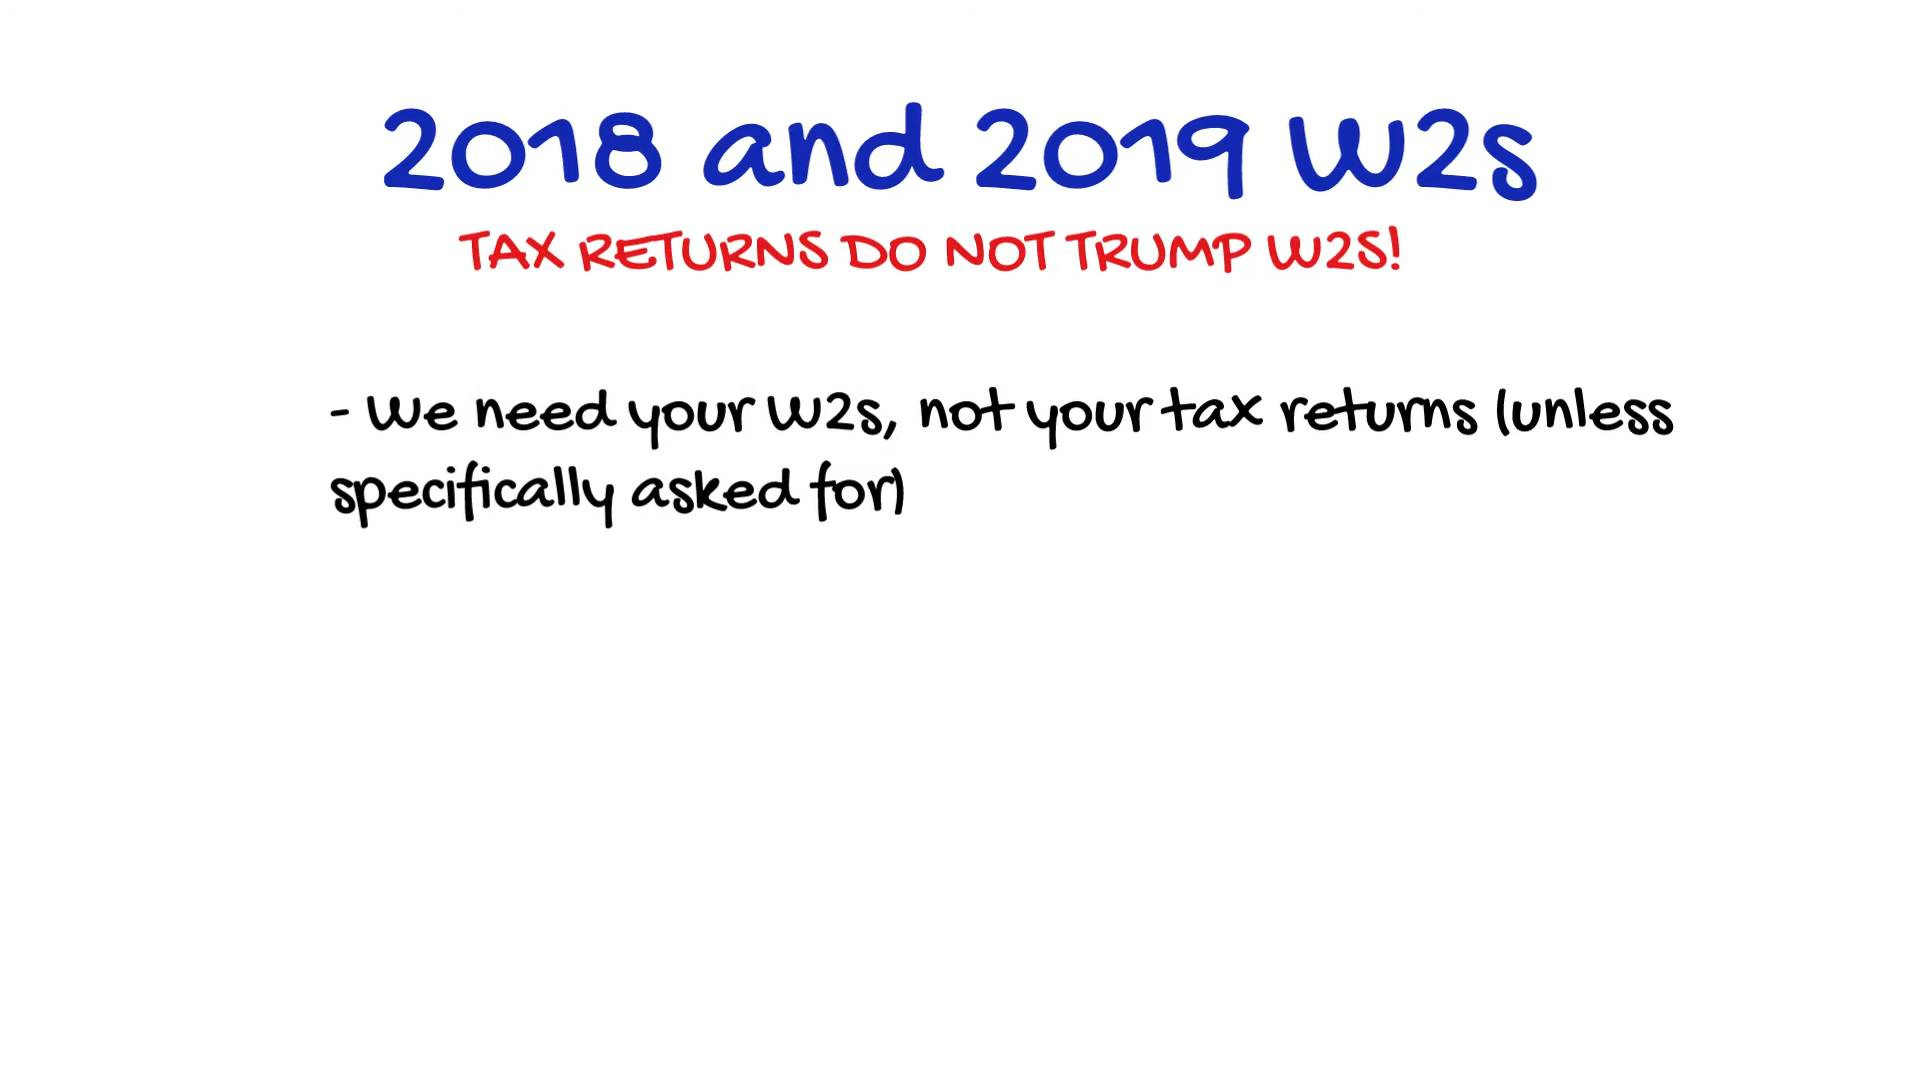 2018 and 2019 W2s
TAX RETURNS DO NOT TRUMP W2S!
- We need your W2s, not your tax returns (unless
specifically asked for)